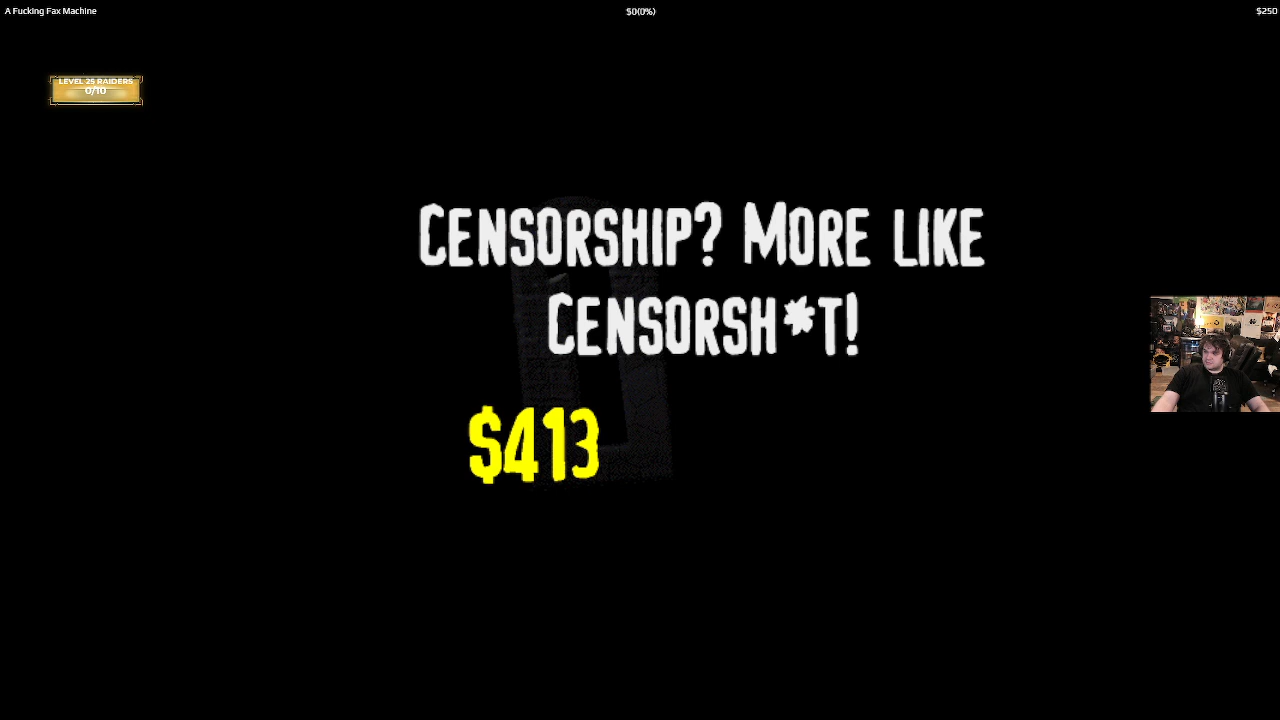 A Fucking Fax Machine
$0(0%)
$250
LEVEL 25 RAIDERS
0/10
CENSORSHIP? MORE LIKE
CENSORSH*T!
$413